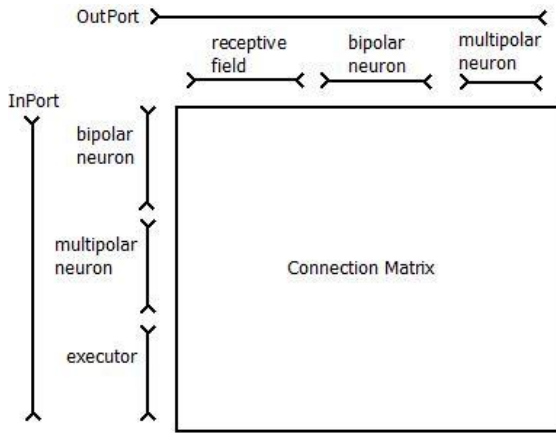 OutPort
receptive
field
bipolar
neuron
multipolar
neuron
InPort
bipolar
neuron
multipolar
neuron
Connection Matrix
executor